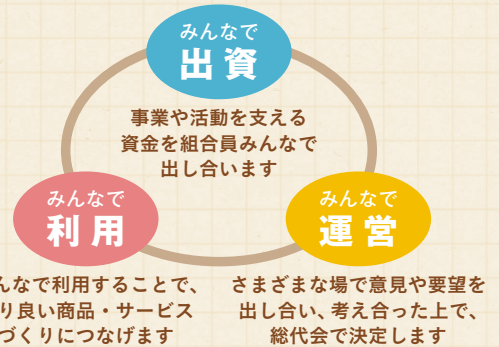 みんなで
出資
事業や活動を支える
資金を組合員みんなで
出し合います
みんなで
利用
んなで利用することで、
り良い商品・サービス
づくりにつなげます
みんなで
運営
さまざまな場で意見や要望を
出し合い、考え合った上で、
総代会で決定します